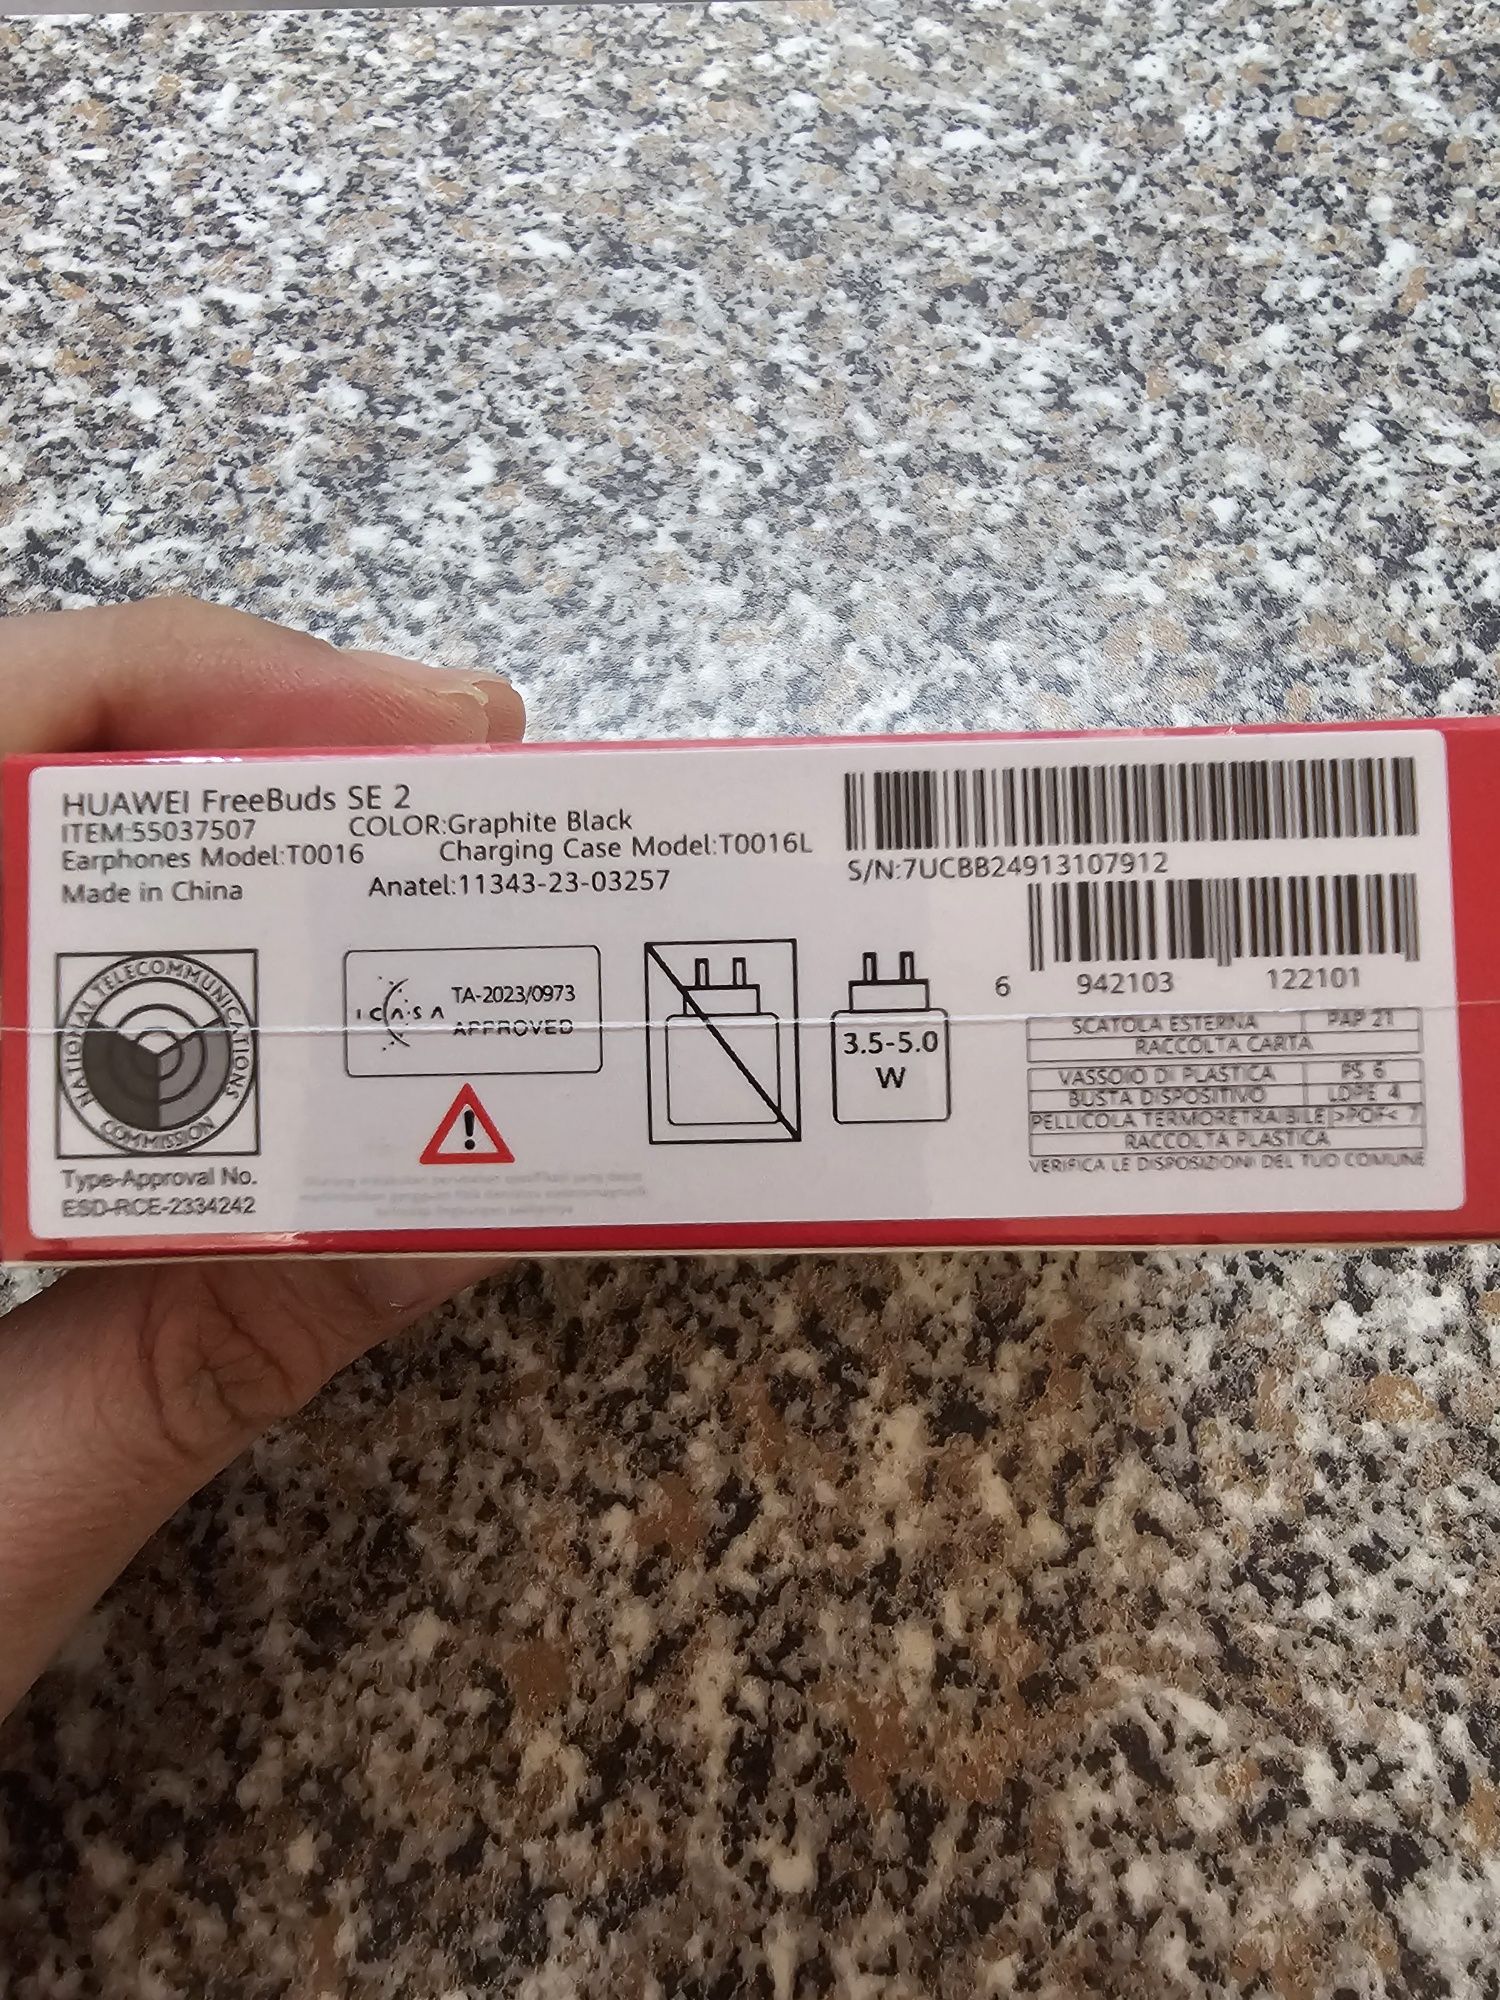 HUAWEI FreeBuds SE 2
ITEM:55037507 COLOR:Graphite Black
Earphones Model:T0016 Charging Case Model:T0016L
Made in China Anatel:11343-23-03257
S/N:7UCBB24913107912
6 942103 122101
NATIONAL TELECOMMUNICATIONS COMMISSION
Type-Approval No.
ESD-RCE-2334242
ICASA TA-2023/0973
APPROVED
3.5-5.0
W
SCATOLA ESTERNA PAP 21
RACCOLTA CARTA
VASSOIO DI PLASTICA PS 6
BUSTA DISPOSITIVO LDPE 4
PELLICOLA TERMORETRAIBILE >POF< 7
RACCOLTA PLASTICA
VERIFICA LE DISPOSIZIONI DEL TUO COMUNE